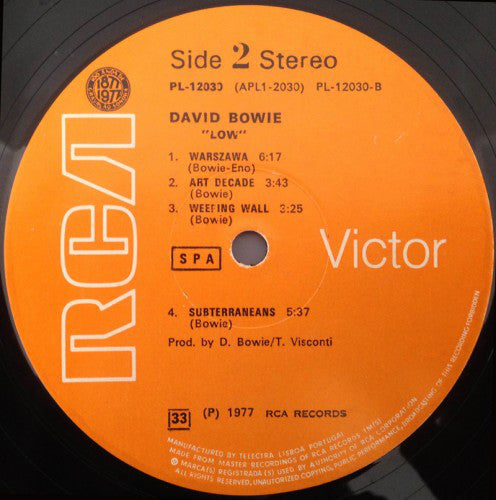 Side 2 Stereo
PL-12030 (APL1-2030) PL-12030-B
1877
1977
DAVID BOWIE
"LOW"
1. WARSZAWA 6:17
(Bowie-Eno)
2. ART DECADE 3:43
(Bowie)
3. WEEPING WALL 3:25
(Bowie)
RCA
SPA
Victor
4. SUBTERRANEANS 5:37
(Bowie)
Prod. by D. Bowie/T. Visconti
33
(P) 1977 RCA RECORDS
MANUFACTURED BY TELECTRA LISBOA PORTUGAL
MADE FROM MASTER RECORDINGS OF RCA RECORDS TM(S)
® MARCA(S) REGISTRADA(S) USED BY AUTHORITY OF RCA CORPORATION
ALL RIGHTS RESERVED, UNAUTHORIZED COPYING, PUBLIC PERFORMANCE, BROADCASTING OF THIS RECORDING FORBIDDEN